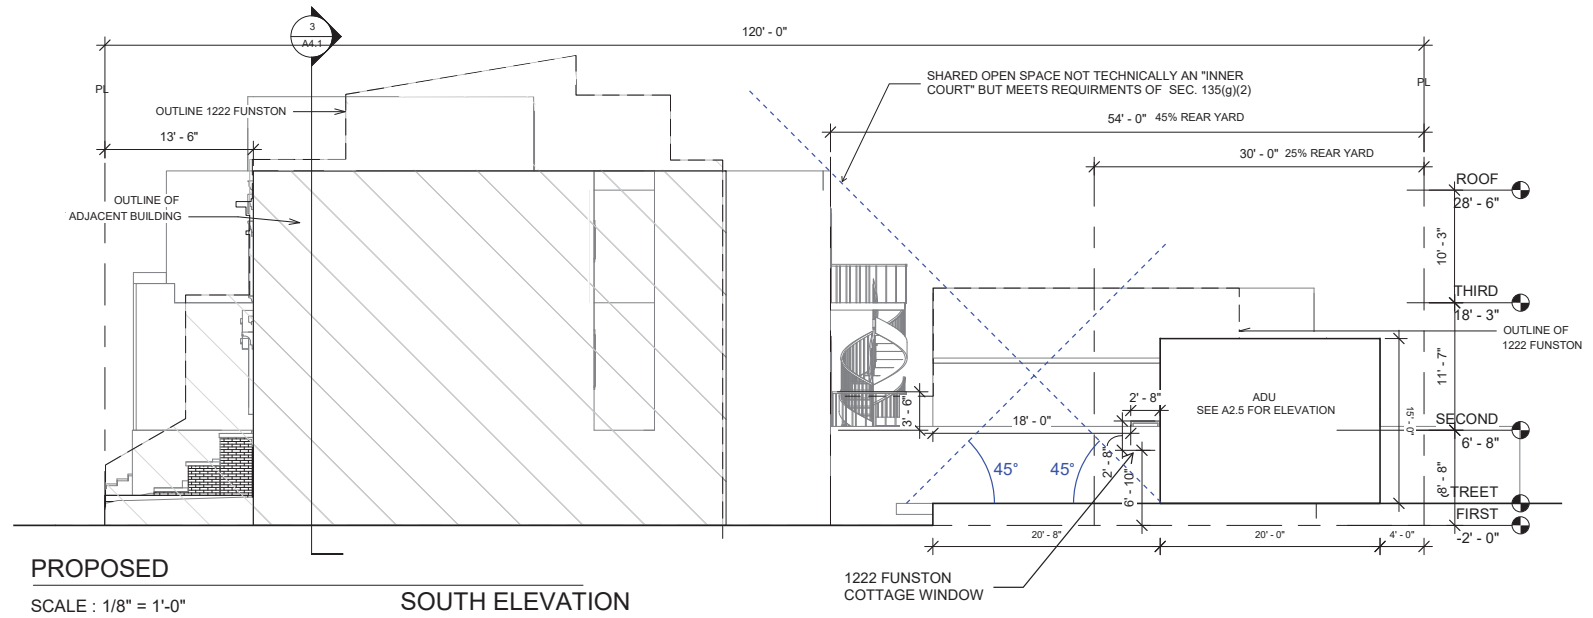 3
A4.1
120' - 0"
PL
PL
SHARED OPEN SPACE NOT TECHNICALLY AN "INNER
COURT" BUT MEETS REQUIRMENTS OF SEC. 135(g)(2)
OUTLINE 1222 FUNSTON
54' - 0" 45% REAR YARD
13' - 6"
30' - 0" 25% REAR YARD
ROOF
28' - 6"
OUTLINE OF
ADJACENT BUILDING
10' - 3"
THIRD
18' - 3"
OUTLINE OF
1222 FUNSTON
11' - 7"
3' - 6"
2' - 8"
ADU
SEE A2.5 FOR ELEVATION
15' - 0"
18' - 0"
SECOND
6' - 8"
45°
45°
2' - 8"
6' - 10"
8' - 8"
TREET
FIRST
-2' - 0"
20' - 8"
20' - 0"
4' - 0"
1222 FUNSTON
COTTAGE WINDOW
PROPOSED
SCALE : 1/8" = 1'-0"
SOUTH ELEVATION